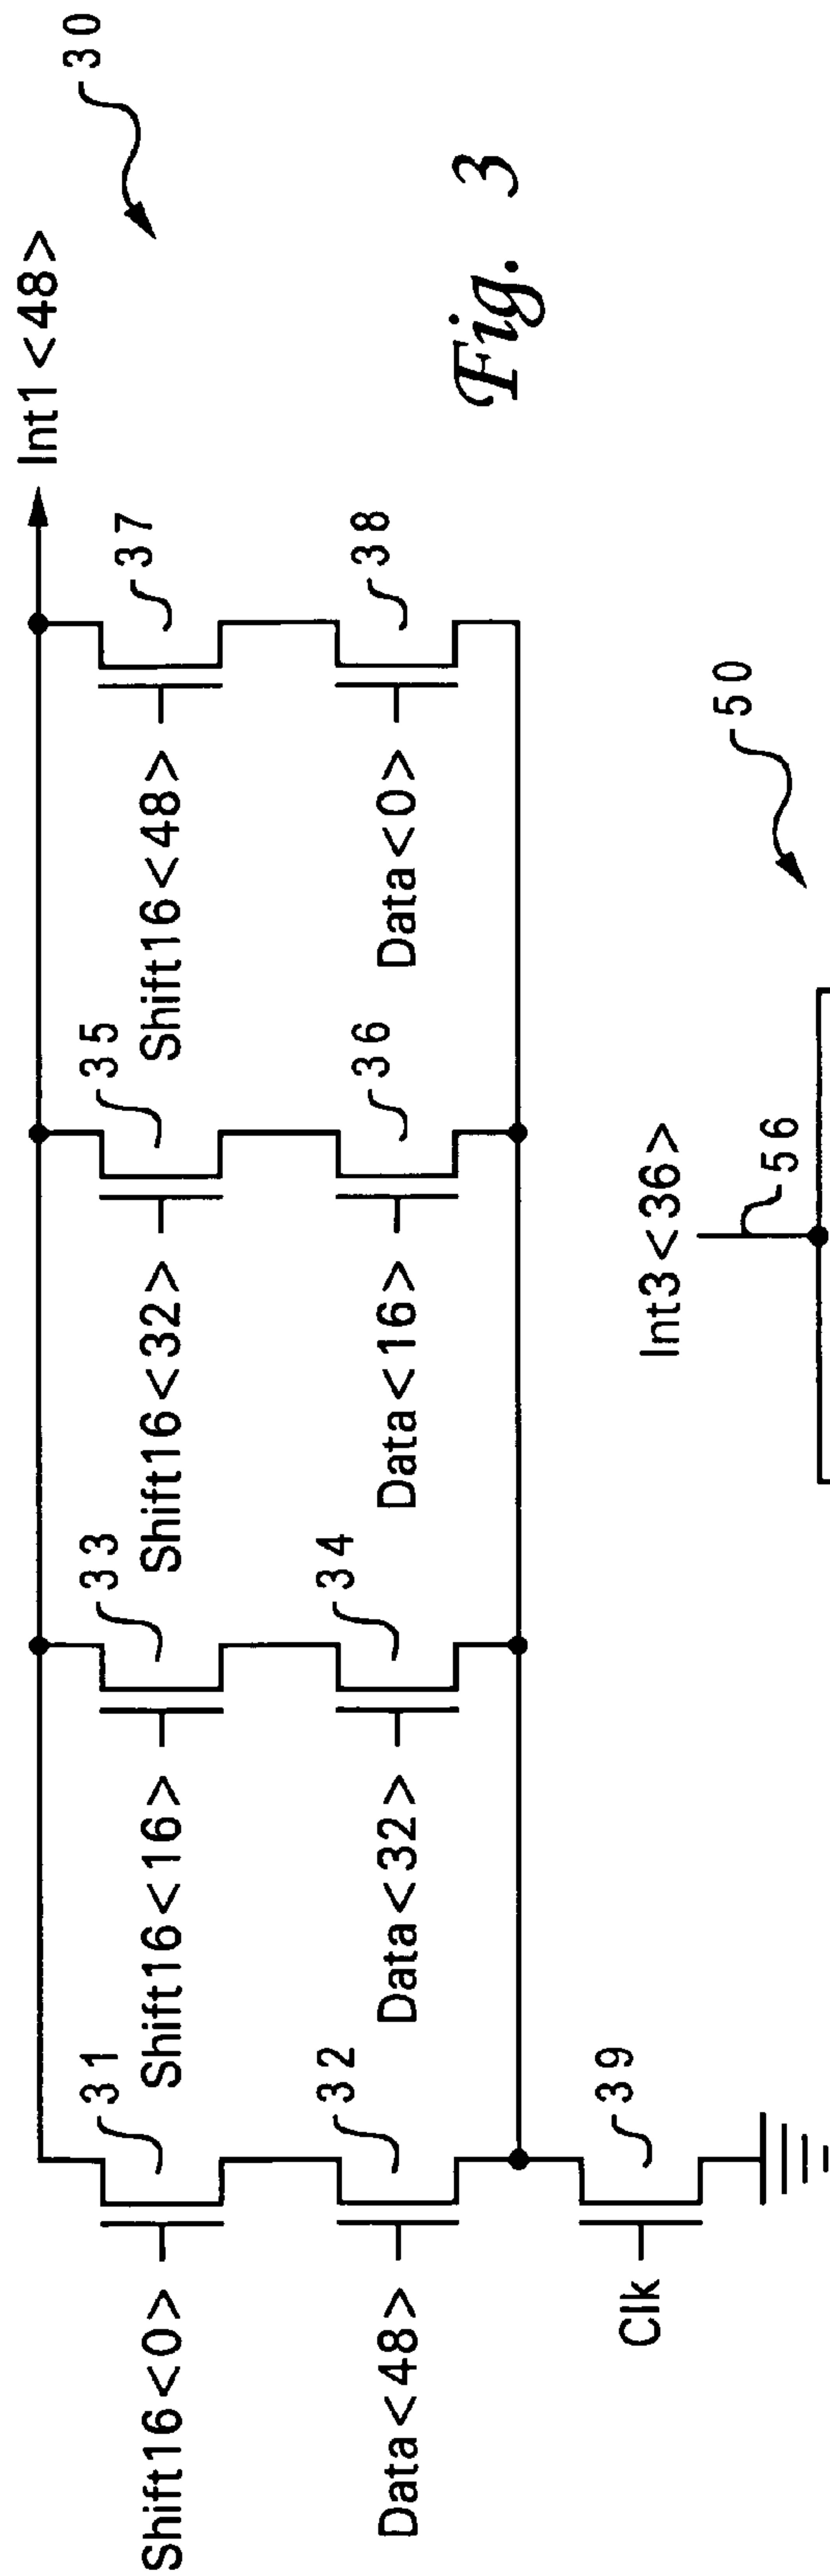 30
Int1<48>
31
33
35
37
Shift16<0>
Shift16<16>
Shift16<32>
Shift16<48>
32
34
36
38
Data<48>
Data<32>
Data<16>
Data<0>
Fig. 3
39
Clk
Int3<36>
50
56